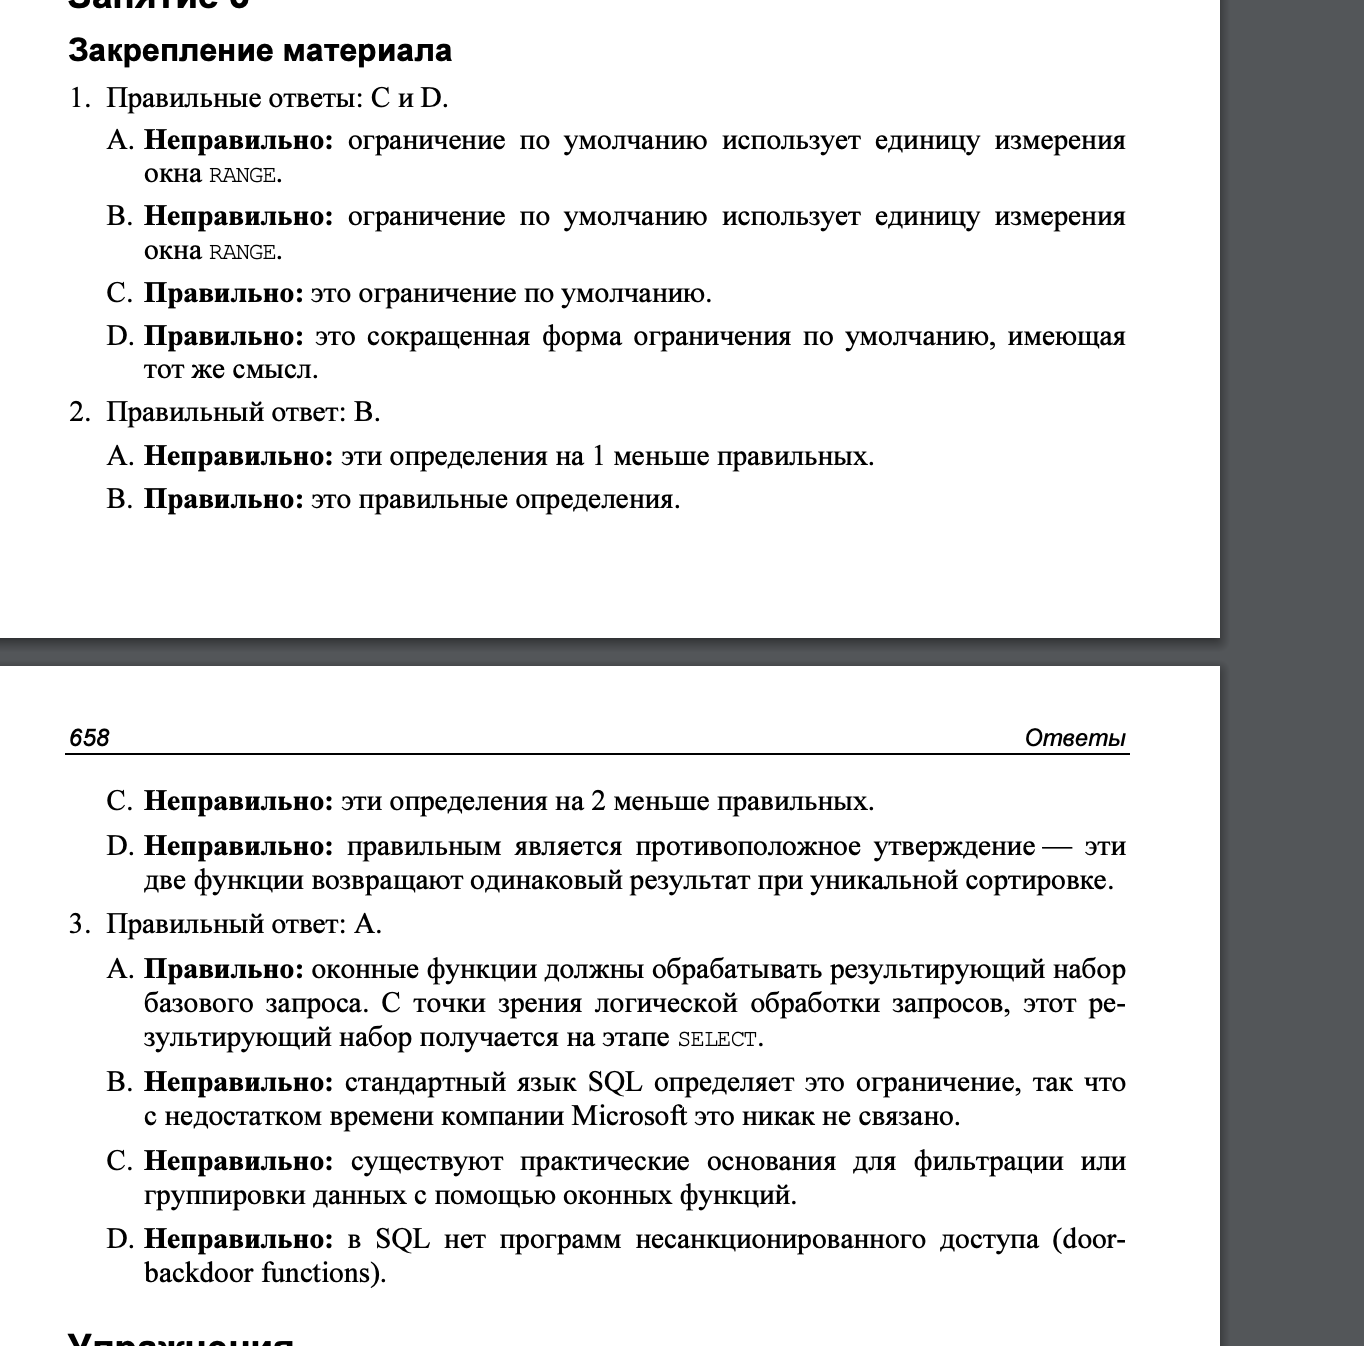 Занятие
Закрепление материала
1. Правильные ответы: C и D.
A. Неправильно: ограничение по умолчанию использует единицу измерения
окна RANGE.
B. Неправильно: ограничение по умолчанию использует единицу измерения
окна RANGE.
C. Правильно: это ограничение по умолчанию.
D. Правильно: это сокращенная форма ограничения по умолчанию, имеющая
тот же смысл.
2. Правильный ответ: B.
A. Неправильно: эти определения на 1 меньше правильных.
B. Правильно: это правильные определения.
658 Ответы
C. Неправильно: эти определения на 2 меньше правильных.
D. Неправильно: правильным является противоположное утверждение — эти
две функции возвращают одинаковый результат при уникальной сортировке.
3. Правильный ответ: A.
A. Правильно: оконные функции должны обрабатывать результирующий набор
базового запроса. С точки зрения логической обработки запросов, этот ре-
зультирующий набор получается на этапе SELECT.
B. Неправильно: стандартный язык SQL определяет это ограничение, так что
с недостатком времени компании Microsoft это никак не связано.
C. Неправильно: существуют практические основания для фильтрации или
группировки данных с помощью оконных функций.
D. Неправильно: в SQL нет программ несанкционированного доступа (door-
backdoor functions).
Упражнения